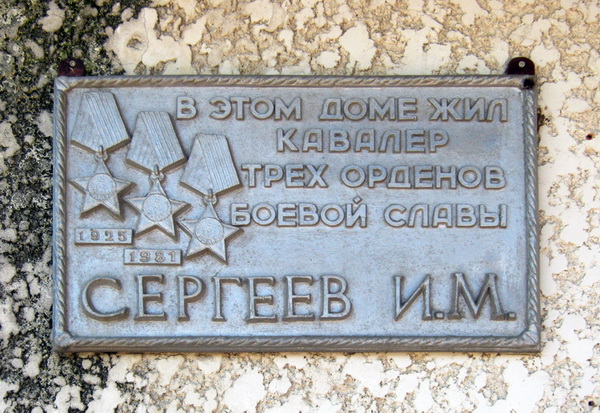 В ЭТОМ ДОМЕ ЖИЛ
КАВАЛЕР
ТРЕХ ОРДЕНОВ
БОЕВОЙ СЛАВЫ
1925
1981
СЕРГЕЕВ И.М.